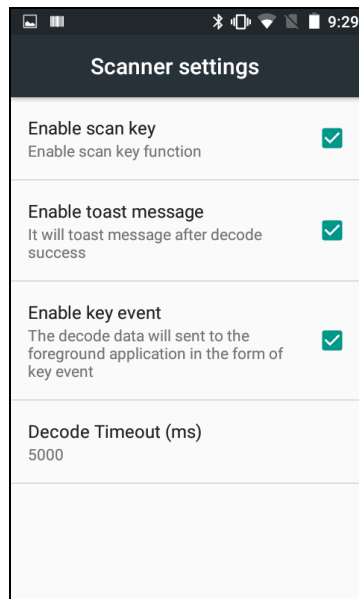 9:29
Scanner settings
Enable scan key
Enable scan key function
Enable toast message
It will toast message after decode
success
Enable key event
The decode data will sent to the
foreground application in the form of
key event
Decode Timeout (ms)
5000